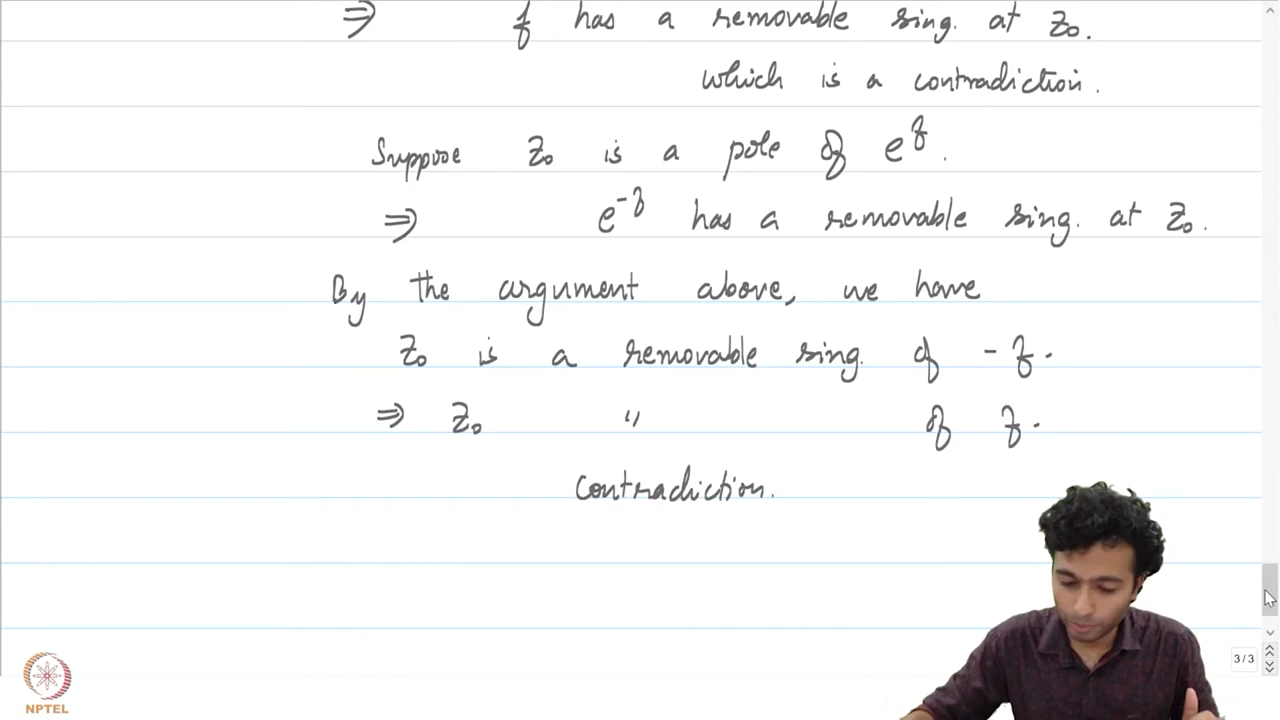 ⇒ f has a removable sing. at z₀.
which is a contradiction.
Suppose z₀ is a pole of e^f.
⇒ e^-f has a removable sing. at z₀.
By the argument above, we have
z₀ is a removable sing. of -f.
⇒ z₀ " of f.
contradiction.
3 / 3
NPTEL